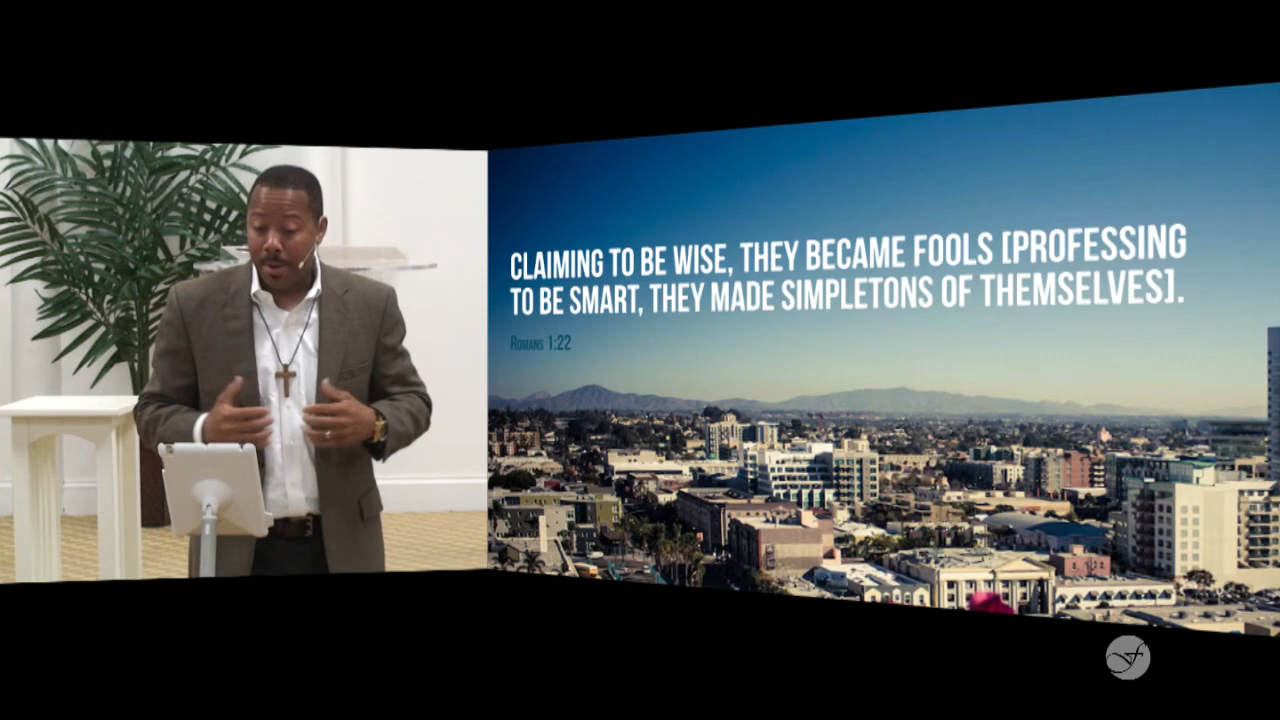 CLAIMING TO BE WISE, THEY BECAME FOOLS [PROFESSING
TO BE SMART, THEY MADE SIMPLETONS OF THEMSELVES].
ROMANS 1:22